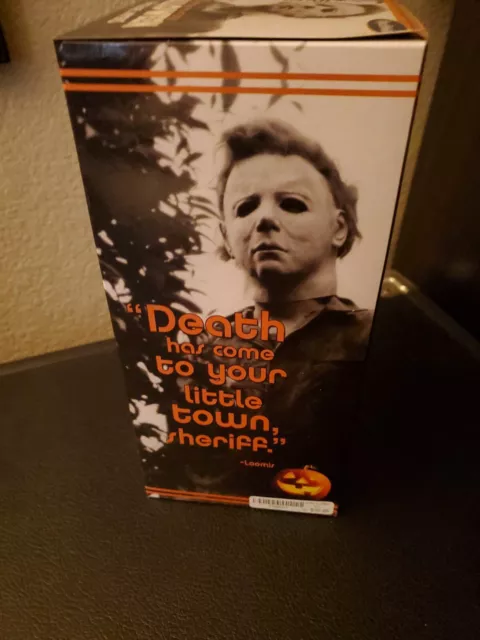 “Death
has come
to your
little
town,
sheriff.”
-Loomis